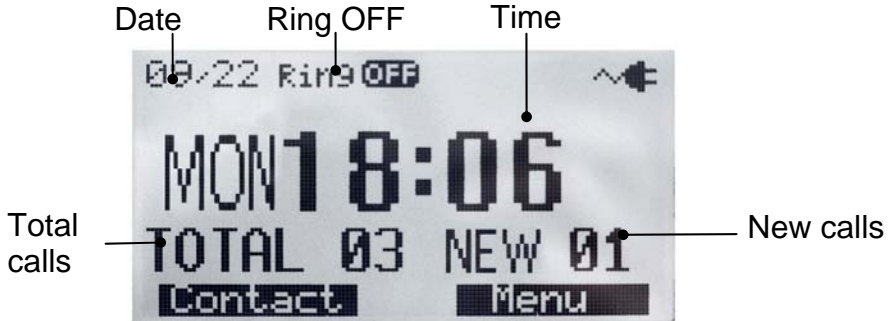 Date Ring OFF Time
09/22 Ring OFF
MON 18:06
Total calls
TOTAL 03 NEW 01
New calls
Contact Menu